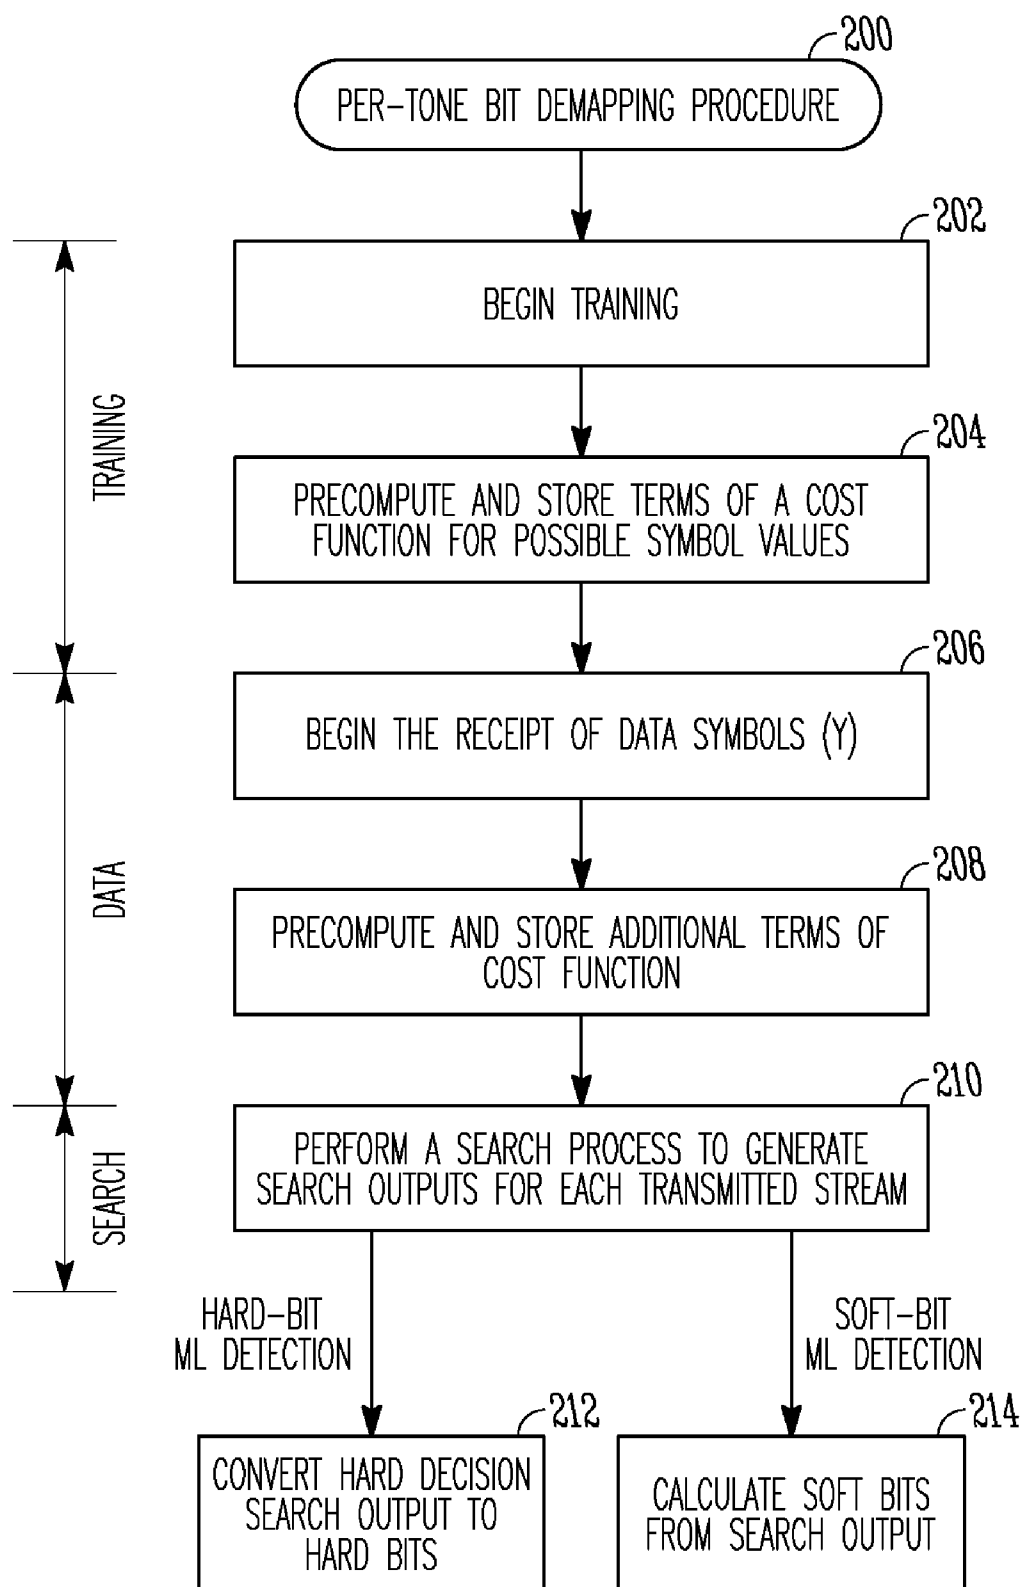 200
PER-TONE BIT DEMAPPING PROCEDURE
202
BEGIN TRAINING
TRAINING
204
PRECOMPUTE AND STORE TERMS OF A COST
FUNCTION FOR POSSIBLE SYMBOL VALUES
206
BEGIN THE RECEIPT OF DATA SYMBOLS (Y)
DATA
208
PRECOMPUTE AND STORE ADDITIONAL TERMS OF
COST FUNCTION
210
PERFORM A SEARCH PROCESS TO GENERATE
SEARCH OUTPUTS FOR EACH TRANSMITTED STREAM
SEARCH
HARD-BIT
ML DETECTION
SOFT-BIT
ML DETECTION
212
CONVERT HARD DECISION
SEARCH OUTPUT TO
HARD BITS
214
CALCULATE SOFT BITS
FROM SEARCH OUTPUT